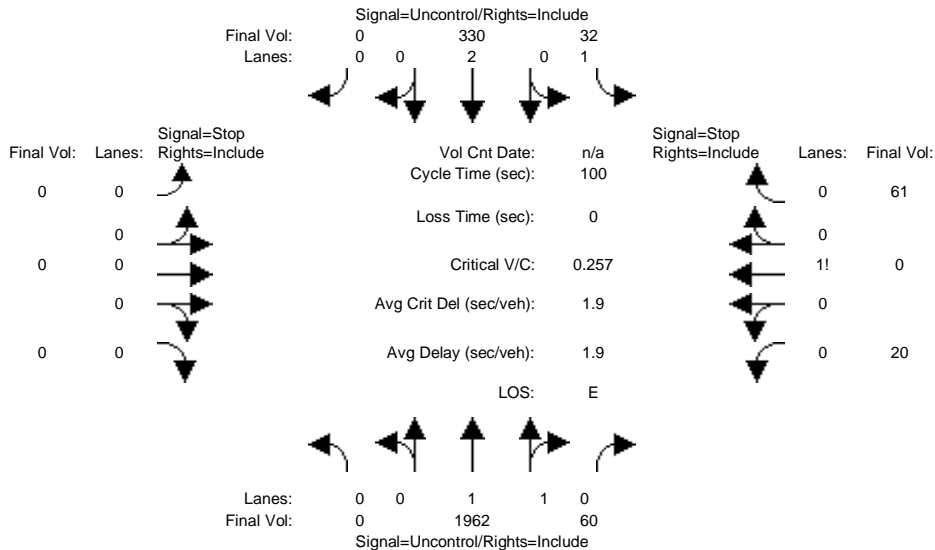 Signal=Uncontrol/Rights=Include
Final Vol: 0 330 32
Lanes: 0 0 2 0 1
Signal=Stop Signal=Stop
Final Vol: Lanes: Rights=Include Vol Cnt Date: n/a Rights=Include Lanes: Final Vol:
Cycle Time (sec): 100
0 0 0 61
Loss Time (sec): 0
0 0
0 0 Critical V/C: 0.257 1! 0
0 Avg Crit Del (sec/veh): 1.9 0
0 0 Avg Delay (sec/veh): 1.9 0 20
LOS: E
Lanes: 0 0 1 1 0
Final Vol: 0 1962 60
Signal=Uncontrol/Rights=Include